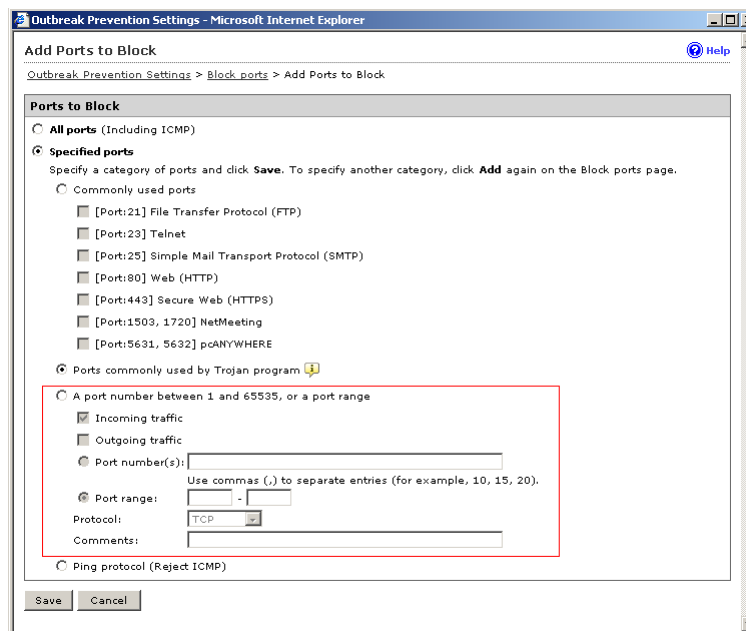 Outbreak Prevention Settings - Microsoft Internet Explorer
Add Ports to Block
Help
Outbreak Prevention Settings > Block ports > Add Ports to Block
Ports to Block
All ports (Including ICMP)
Specified ports
Specify a category of ports and click Save. To specify another category, click Add again on the Block ports page.
Commonly used ports
[Port:21] File Transfer Protocol (FTP)
[Port:23] Telnet
[Port:25] Simple Mail Transport Protocol (SMTP)
[Port:80] Web (HTTP)
[Port:443] Secure Web (HTTPS)
[Port:1503, 1720] NetMeeting
[Port:5631, 5632] pcANYWHERE
Ports commonly used by Trojan program
A port number between 1 and 65535, or a port range
Incoming traffic
Outgoing traffic
Port number(s):
Use commas (,) to separate entries (for example, 10, 15, 20).
Port range: -
Protocol: TCP
Comments:
Ping protocol (Reject ICMP)
Save Cancel